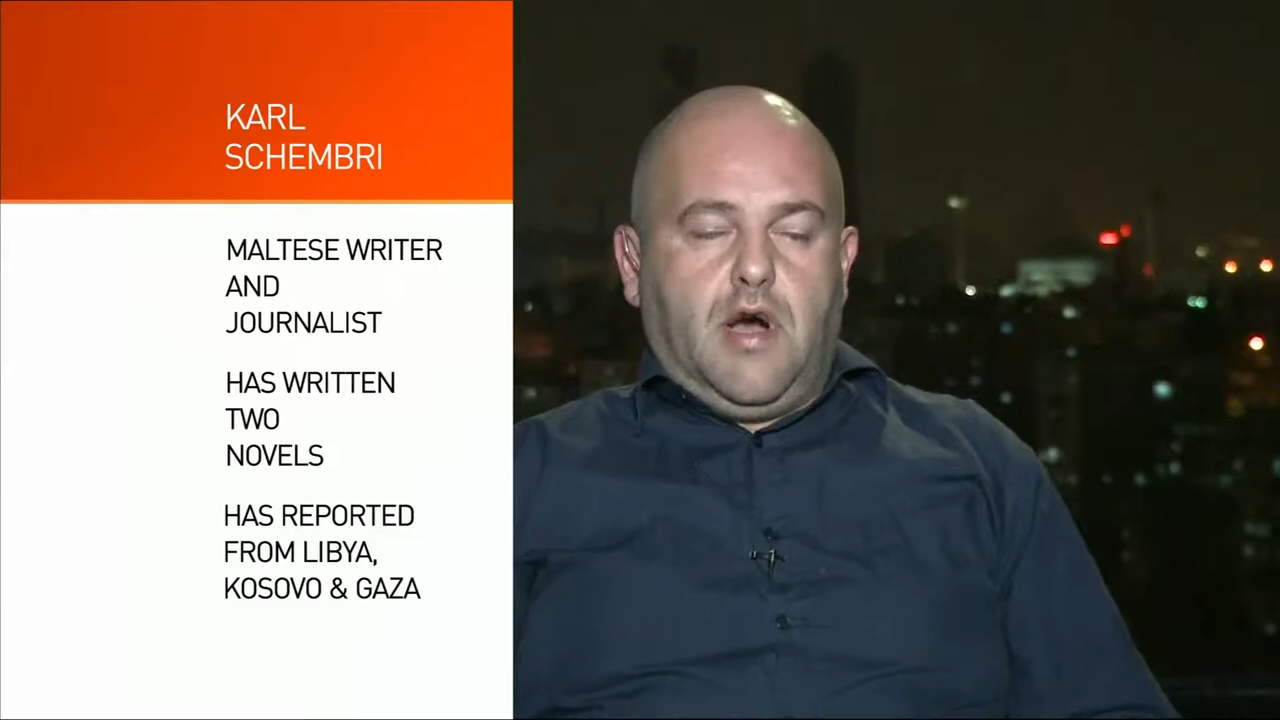 KARL
SCHEMBRI
MALTESE WRITER
AND
JOURNALIST
HAS WRITTEN
TWO
NOVELS
HAS REPORTED
FROM LIBYA,
KOSOVO & GAZA